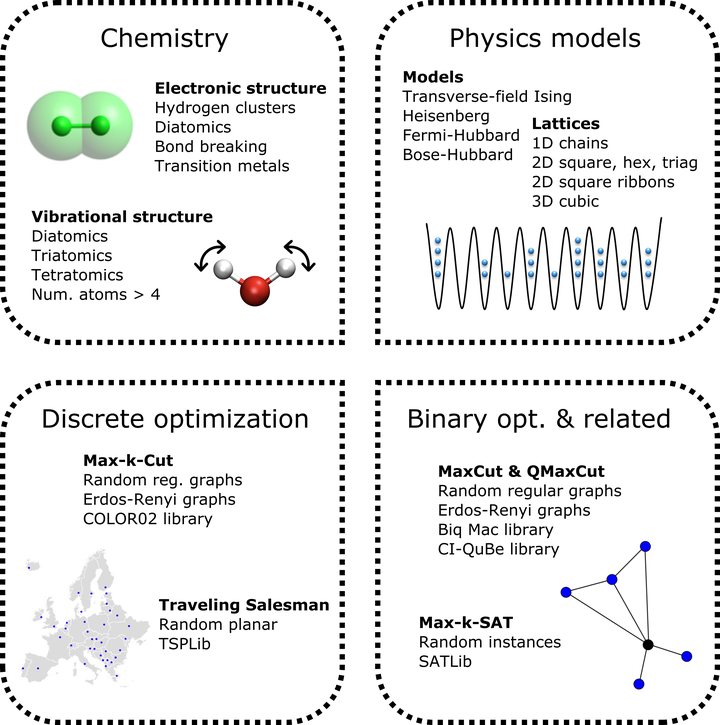 Chemistry
Electronic structure
Hydrogen clusters
Diatomics
Bond breaking
Transition metals
Vibrational structure
Diatomics
Triatomics
Tetratomics
Num. atoms > 4
Physics models
Models
Transverse-field Ising
Heisenberg
Fermi-Hubbard
Bose-Hubbard
Lattices
1D chains
2D square, hex, triag
2D square ribbons
3D cubic
Discrete optimization
Max-k-Cut
Random reg. graphs
Erdos-Renyi graphs
COLOR02 library
Traveling Salesman
Random planar
TSPLib
Binary opt. & related
MaxCut & QMaxCut
Random regular graphs
Erdos-Renyi graphs
Biq Mac library
CI-QuBe library
Max-k-SAT
Random instances
SATLib